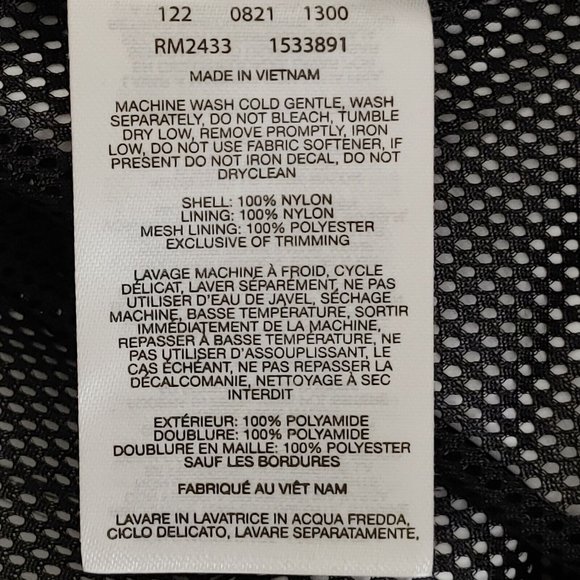 122 0821 1300
RM2433 1533891
MADE IN VIETNAM
MACHINE WASH COLD GENTLE, WASH
SEPARATELY, DO NOT BLEACH, TUMBLE
DRY LOW, REMOVE PROMPTLY, IRON
LOW, DO NOT USE FABRIC SOFTENER, IF
PRESENT DO NOT IRON DECAL, DO NOT
DRYCLEAN
SHELL: 100% NYLON
LINING: 100% NYLON
MESH LINING: 100% POLYESTER
EXCLUSIVE OF TRIMMING
LAVAGE MACHINE À FROID, CYCLE
DÉLICAT, LAVER SÉPARÉMENT, NE PAS
UTILISER D'EAU DE JAVEL, SÉCHAGE
MACHINE, BASSE TEMPÉRATURE, SORTIR
IMMÉDIATEMENT DE LA MACHINE,
REPASSER À BASSE TEMPÉRATURE, NE
PAS UTILISER D'ASSOUPLISSANT, LE
CAS ÉCHÉANT, NE PAS REPASSER LA
DÉCALCOMANIE, NETTOYAGE À SEC
INTERDIT
EXTÉRIEUR: 100% POLYAMIDE
DOUBLURE: 100% POLYAMIDE
DOUBLURE EN MAILLE: 100% POLYESTER
SAUF LES BORDURES
FABRIQUÉ AU VIÊT NAM
LAVARE IN LAVATRICE IN ACQUA FREDDA,
CICLO DELICATO, LAVARE SEPARATAMENTE,